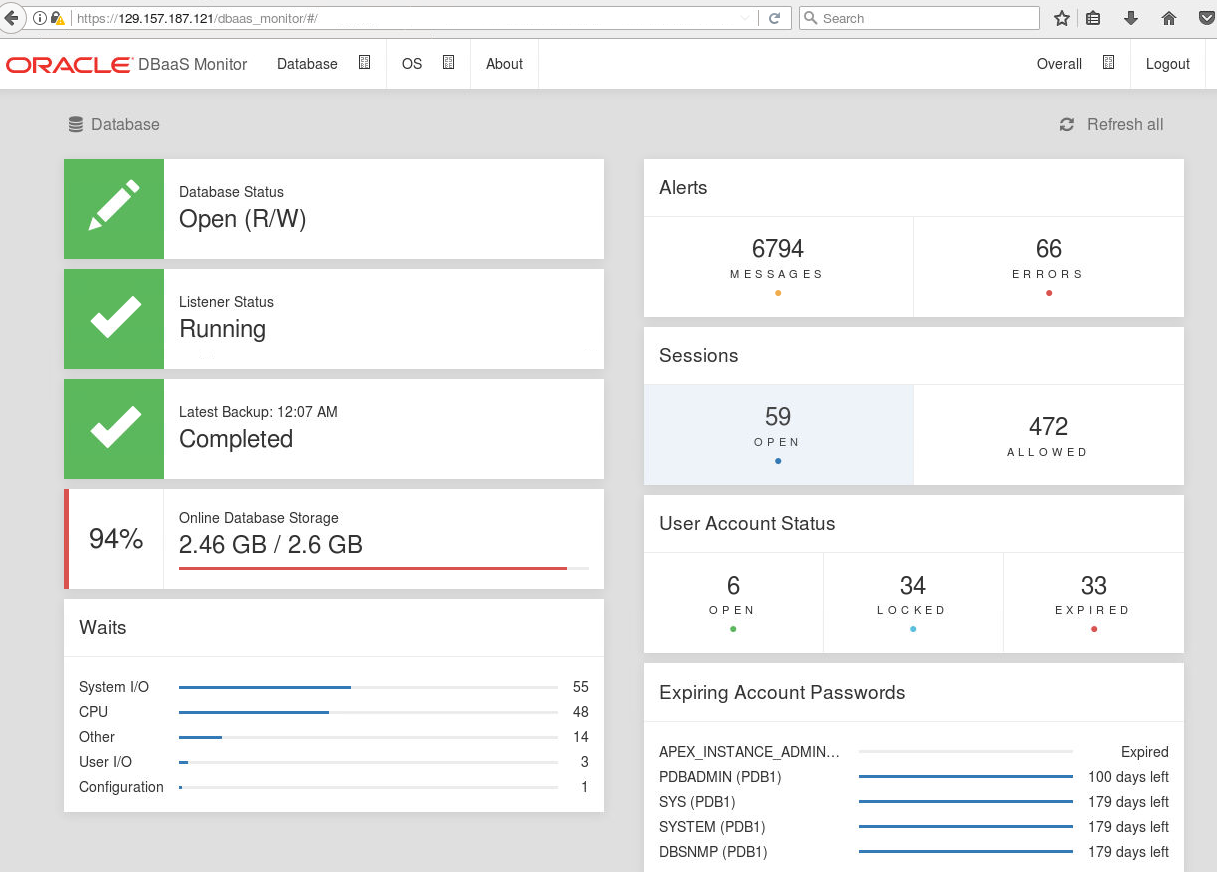 https://129.157.187.121/dbaas_monitor/#/
Search
ORACLE DBaaS Monitor Database OS About Overall Logout
Database
Refresh all
Database Status
Open (R/W)
Listener Status
Running
Latest Backup: 12:07 AM
Completed
94%
Online Database Storage
2.46 GB / 2.6 GB
Waits
System I/O 55
CPU 48
Other 14
User I/O 3
Configuration 1
Alerts
6794
MESSAGES
66
ERRORS
Sessions
59
OPEN
472
ALLOWED
User Account Status
6
OPEN
34
LOCKED
33
EXPIRED
Expiring Account Passwords
APEX_INSTANCE_ADMIN… Expired
PDBADMIN (PDB1) 100 days left
SYS (PDB1) 179 days left
SYSTEM (PDB1) 179 days left
DBSNMP (PDB1) 179 days left